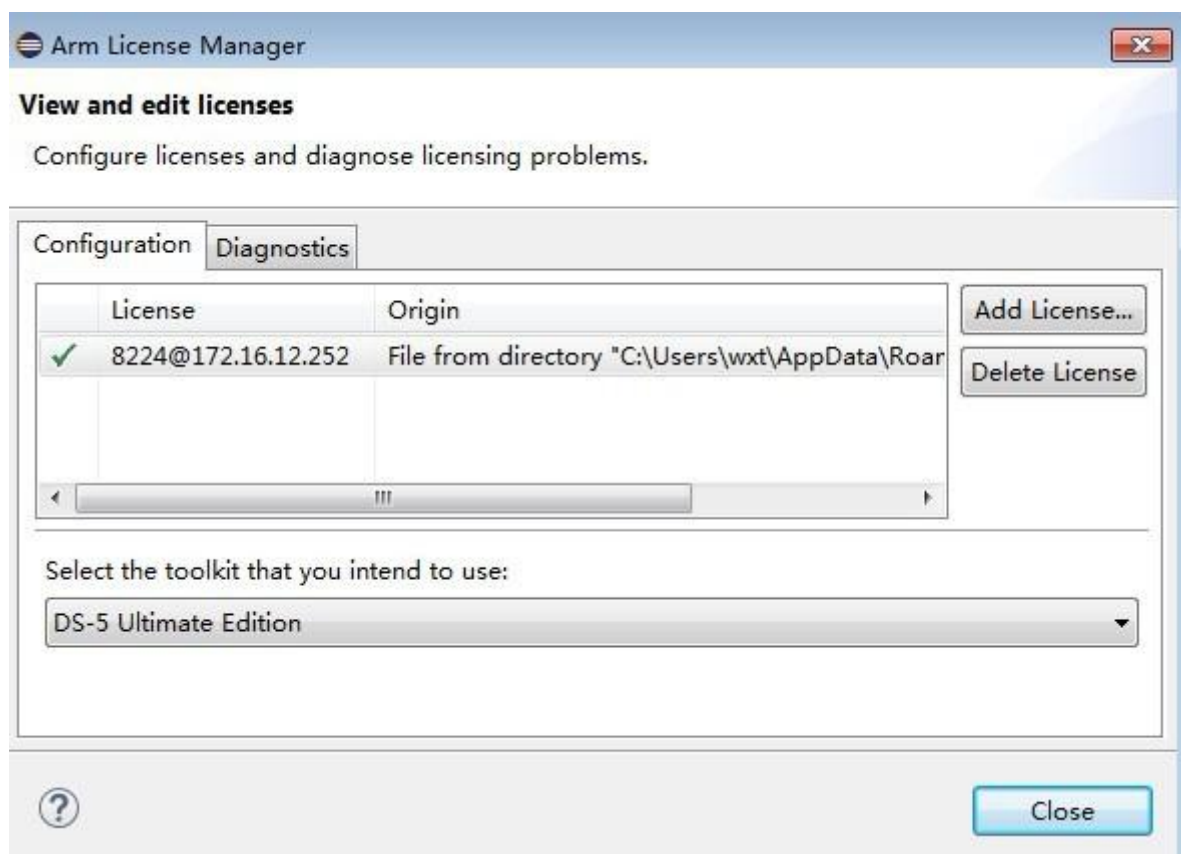 Arm License Manager
View and edit licenses
Configure licenses and diagnose licensing problems.
Configuration Diagnostics
License Origin
8224@172.16.12.252 File from directory "C:\Users\wxt\AppData\Roar
Add License...
Delete License
Select the toolkit that you intend to use:
DS-5 Ultimate Edition
?
Close